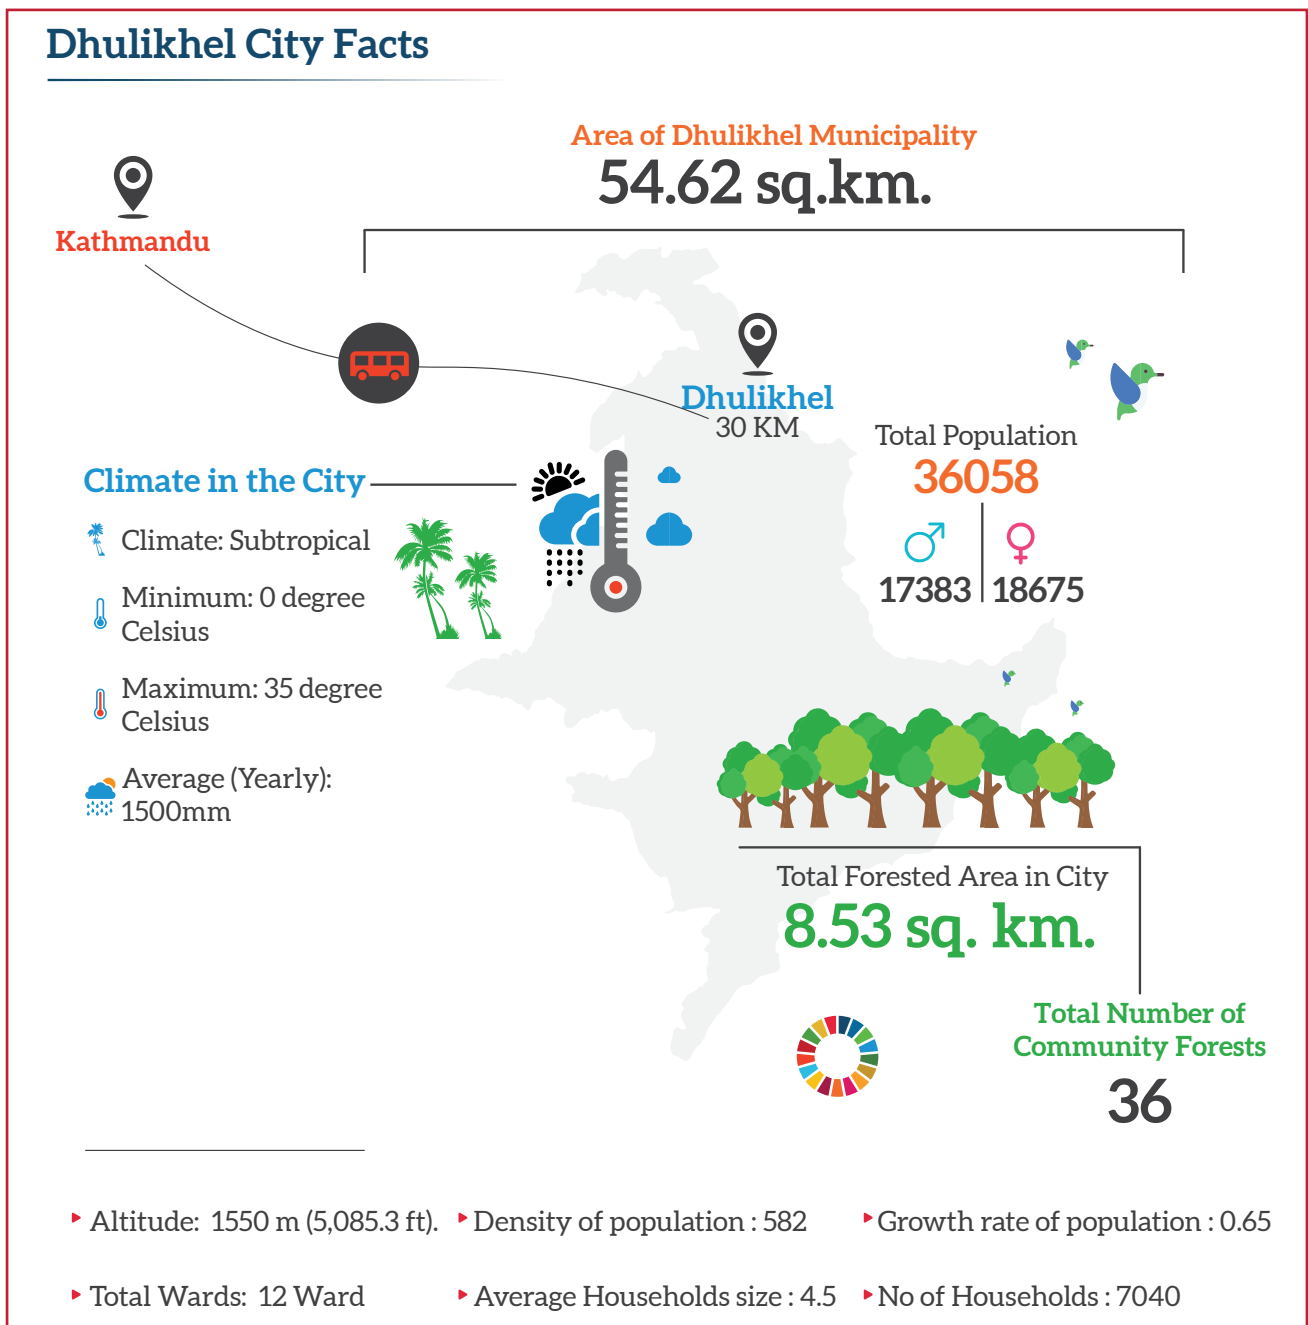 Dhulikhel City Facts
Area of Dhulikhel Municipality
54.62 sq.km.
Kathmandu
Dhulikhel
30 KM
Total Population
36058
17383
18675
Climate in the City
Climate: Subtropical
Minimum: 0 degree
Celsius
Maximum: 35 degree
Celsius
Average (Yearly):
1500mm
Total Forested Area in City
8.53 sq. km.
Total Number of
Community Forests
36
Altitude: 1550 m (5,085.3 ft).
Density of population : 582
Growth rate of population : 0.65
Total Wards: 12 Ward
Average Households size : 4.5
No of Households : 7040